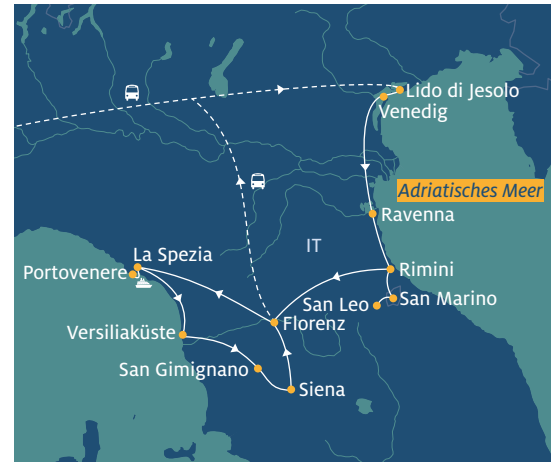 Lido di Jesolo
Venedig
Adriatisches Meer
Ravenna
IT
La Spezia
Portovenere
Rimini
San Leo
San Marino
Florenz
Versiliaküste
San Gimignano
Siena